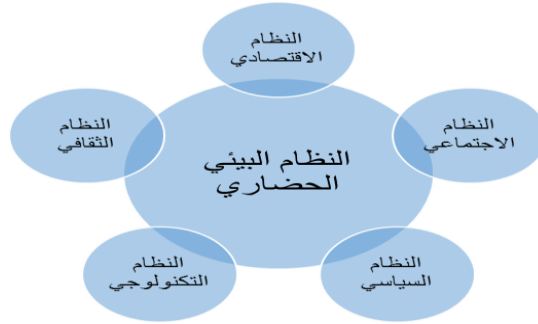 النظام
الاقتصادي
النظام
الاجتماعي
النظام
السياسي
النظام
التكنولوجي
النظام
الثقافي
النظام البيئي
الحضاري